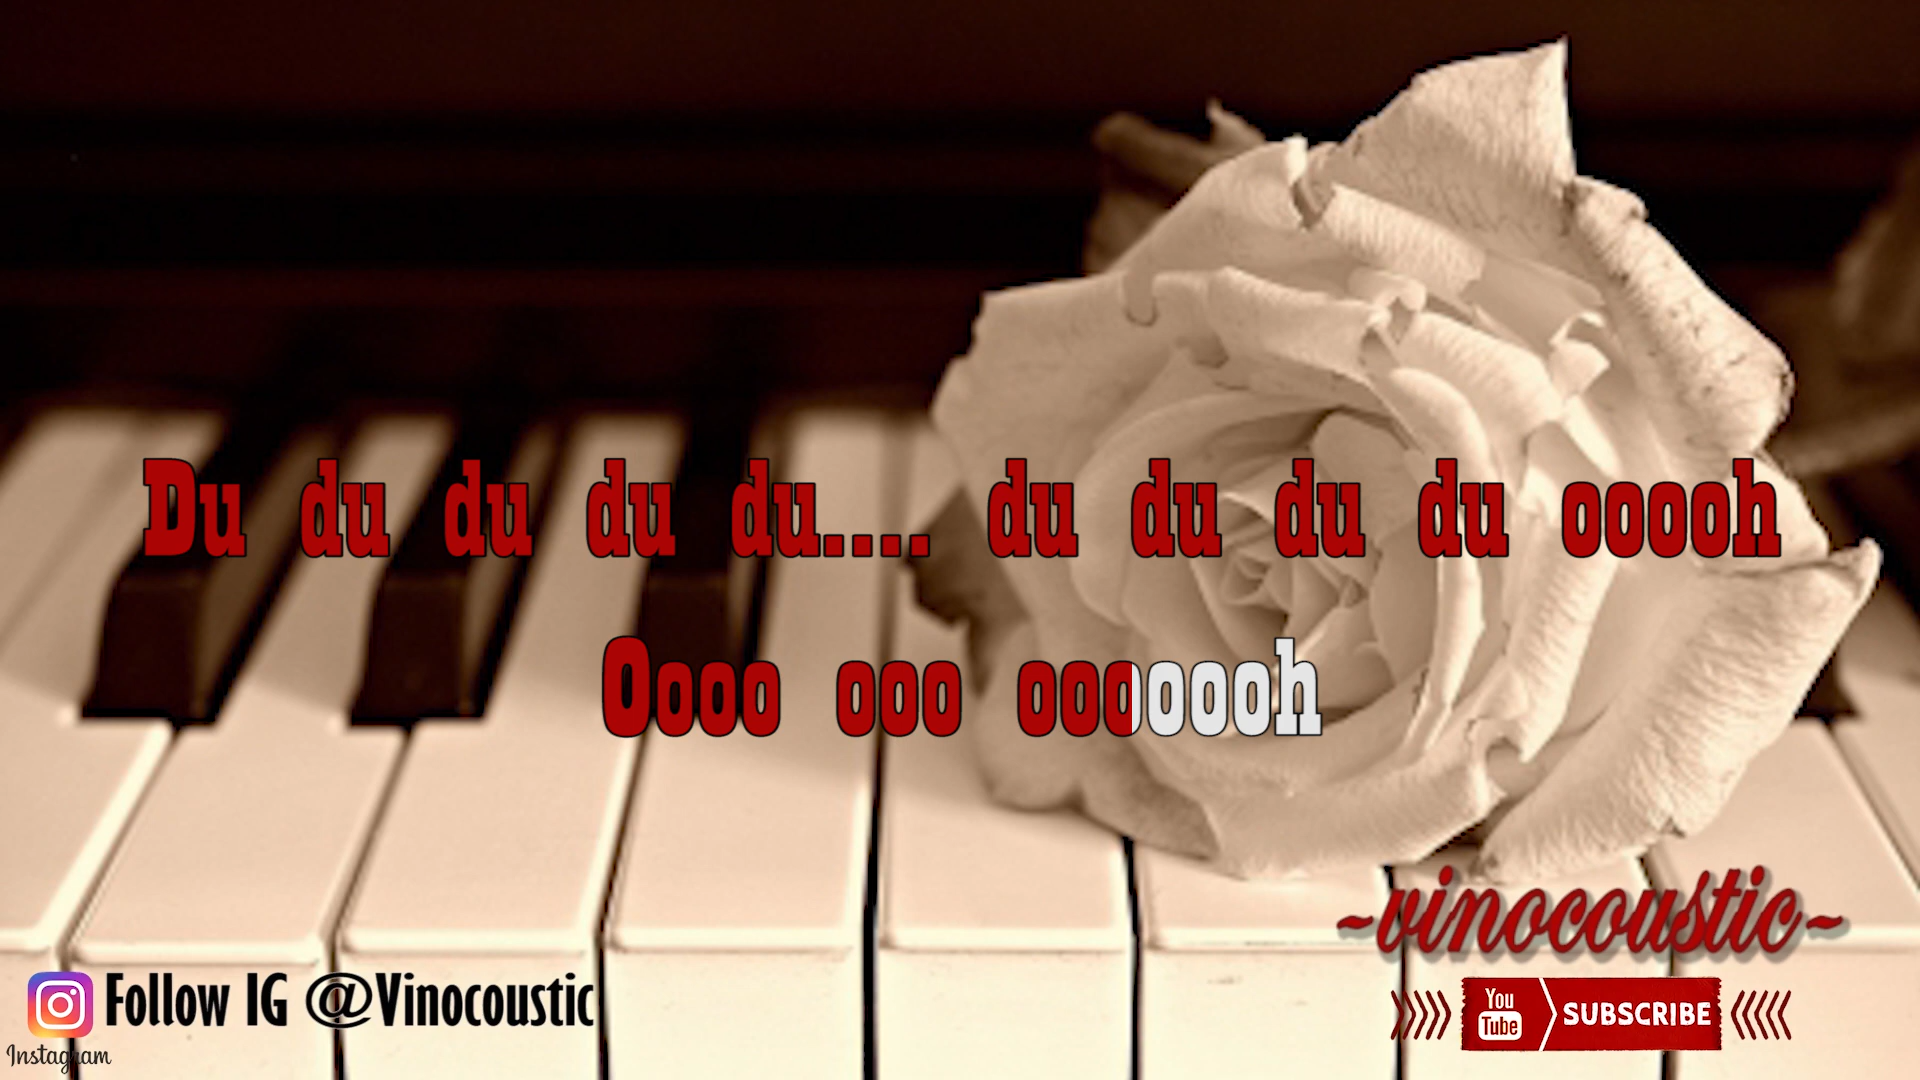 Du du du du du.... du du du du ooooh
Oooo ooo oooooooh
~vinocoustic~
Follow IG @Vinocoustic
Instagram
You Tube SUBSCRIBE